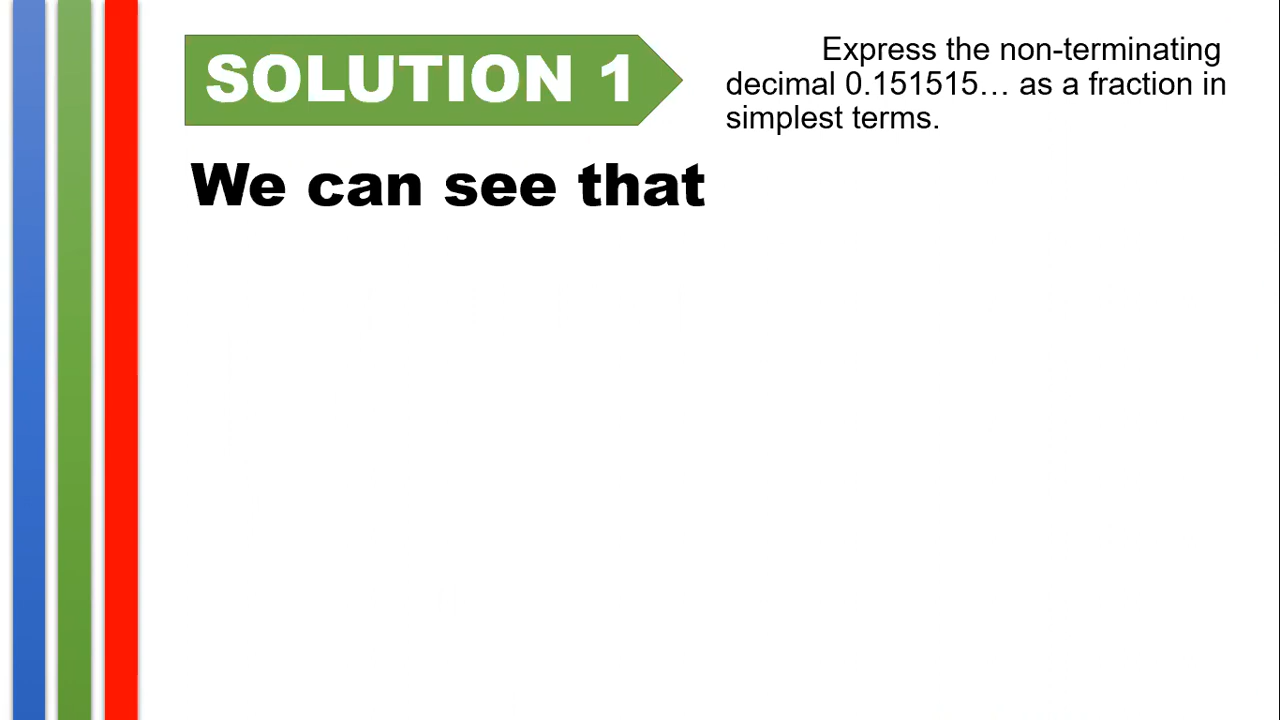 SOLUTION 1
Express the non-terminating
decimal 0.151515… as a fraction in
simplest terms.
We can see that